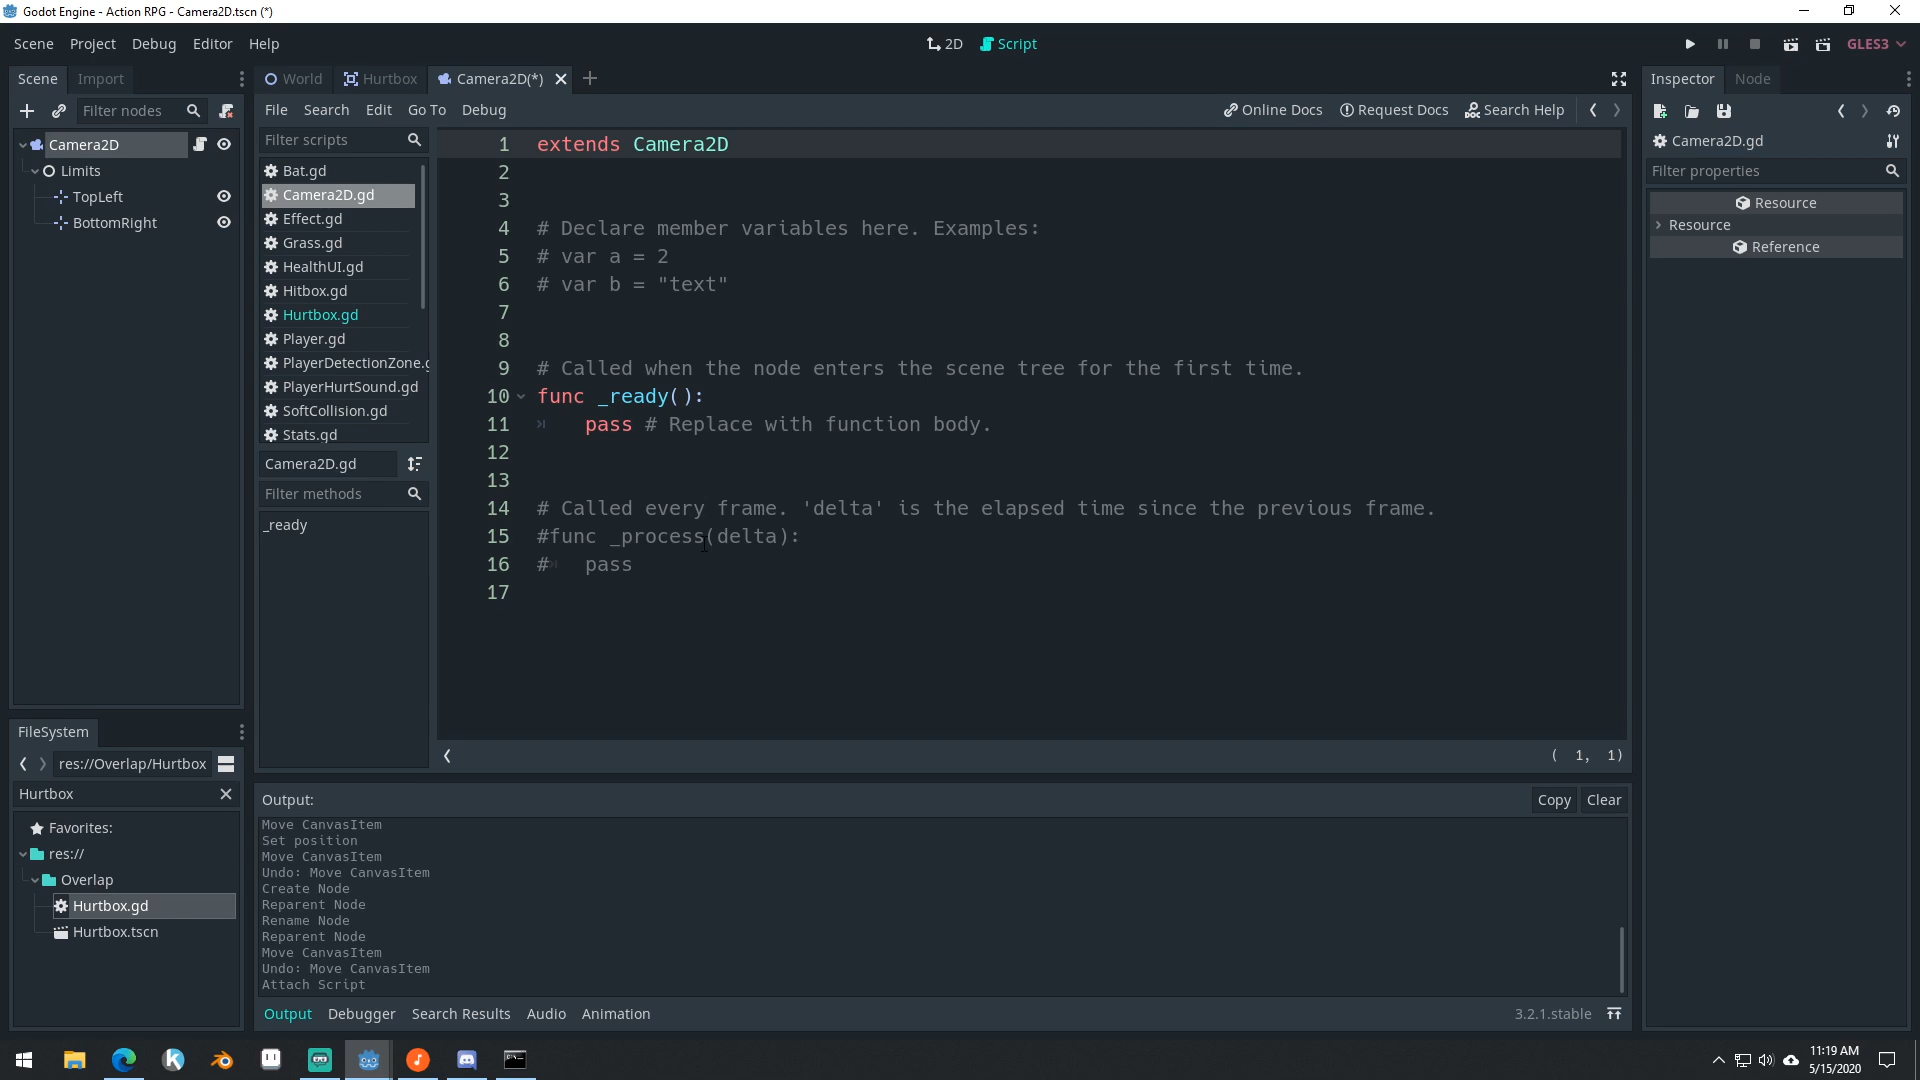 Godot Engine - Action RPG - Camera2D.tscn (*)
Scene Project Debug Editor Help
2D Script
GLES3
Scene Import
Filter nodes
Camera2D
Limits
TopLeft
BottomRight
FileSystem
res://Overlap/Hurtbox
Hurtbox
Favorites:
res://
Overlap
Hurtbox.gd
Hurtbox.tscn
World Hurtbox Camera2D(*)
File Search Edit Go To Debug
Online Docs Request Docs Search Help
Filter scripts
Bat.gd
Camera2D.gd
Effect.gd
Grass.gd
HealthUI.gd
Hitbox.gd
Hurtbox.gd
Player.gd
PlayerDetectionZone.g
PlayerHurtSound.gd
SoftCollision.gd
Stats.gd
Camera2D.gd
Filter methods
_ready
1 extends Camera2D
2
3
4 # Declare member variables here. Examples:
5 # var a = 2
6 # var b = "text"
7
8
9 # Called when the node enters the scene tree for the first time.
10 func _ready():
11 pass # Replace with function body.
12
13
14 # Called every frame. 'delta' is the elapsed time since the previous frame.
15 #func _process(delta):
16 # pass
17
( 1, 1)
Output:
Copy Clear
Move CanvasItem
Set position
Move CanvasItem
Undo: Move CanvasItem
Create Node
Reparent Node
Rename Node
Reparent Node
Move CanvasItem
Undo: Move CanvasItem
Attach Script
Output Debugger Search Results Audio Animation
3.2.1.stable
Inspector Node
Camera2D.gd
Filter properties
Resource
Resource
Reference
11:19 AM
5/15/2020